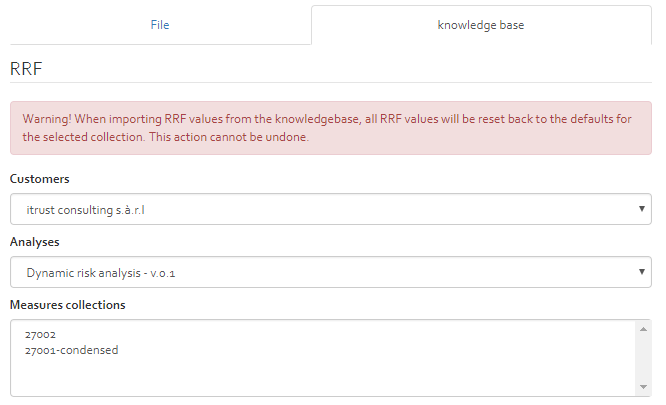 File
knowledge base
RRF
Warning! When importing RRF values from the knowledgebase, all RRF values will be reset back to the defaults for
the selected collection. This action cannot be undone.
Customers
itrust consulting s.à.r.l
Analyses
Dynamic risk analysis - v.0.1
Measures collections
27002
27001-condensed